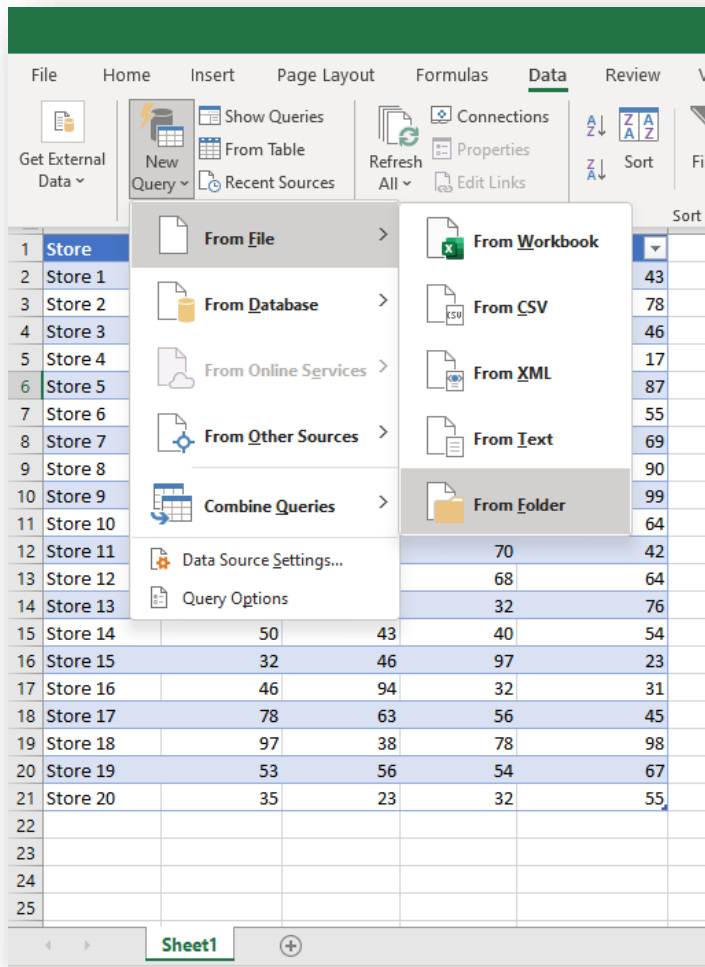 File Home Insert Page Layout Formulas Data Review
Get External Data
New Query
Show Queries
From Table
Recent Sources
Refresh All
Connections
Properties
Edit Links
Sort
Sort
From File
From Database
From Online Services
From Other Sources
Combine Queries
Data Source Settings...
Query Options
From Workbook
From CSV
CSV
From XML
From Text
From Folder
1 Store
2 Store 1 43
3 Store 2 78
4 Store 3 46
5 Store 4 17
6 Store 5 87
7 Store 6 55
8 Store 7 69
9 Store 8 90
10 Store 9 99
11 Store 10 64
12 Store 11 70 42
13 Store 12 68 64
14 Store 13 32 76
15 Store 14 50 43 40 54
16 Store 15 32 46 97 23
17 Store 16 46 94 32 31
18 Store 17 78 63 56 45
19 Store 18 97 38 78 98
20 Store 19 53 56 54 67
21 Store 20 35 23 32 55
22
23
24
25
Sheet1